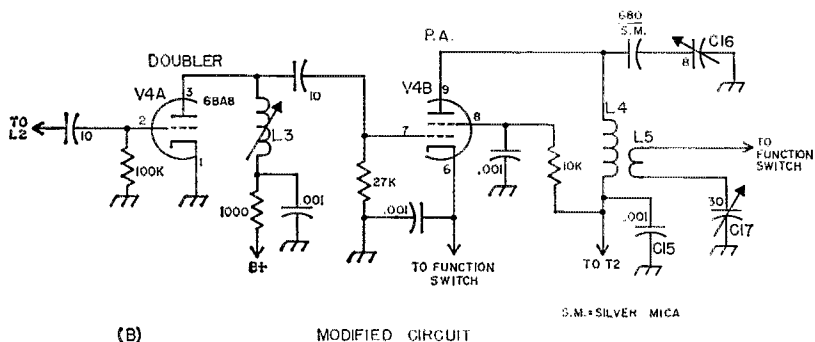 680
S.M.
P.A.
C16
8
DOUBLER
V4A
3
6BA8
10
V4B
9
L4
TO
L2
10
2
L3
7
8
L5
TO
FUNCTION
SWITCH
1
6
100K
27K
.001
10K
1000
.001
.001
30
.001
C15
C17
B+
TO FUNCTION
SWITCH
TO T2
S.M.=SILVER MICA
(B)
MODIFIED CIRCUIT